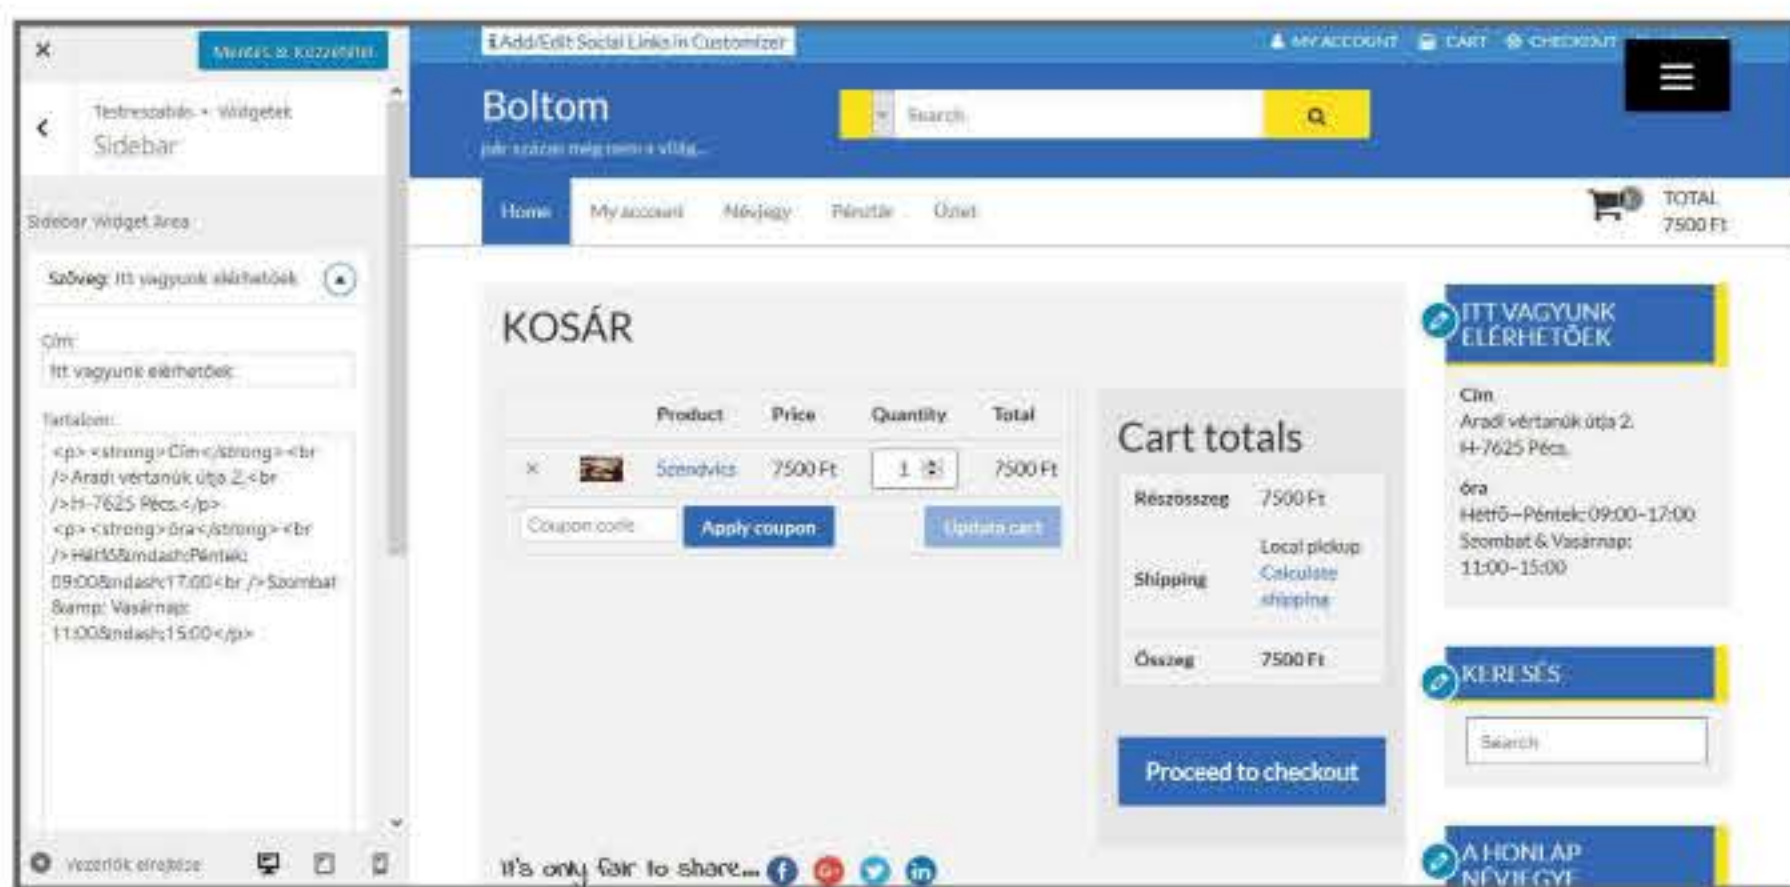 Mentés & Közzététel
Testreszabás • Widgetek
Sidebar
Sidebar Widget Area
Szöveg: Itt vagyunk elérhetőek
Cím:
Itt vagyunk elérhetőek
Tartalom:
<p> <strong>Cím</strong> <br
/>Aradi vértanúk útja 2.<br
/>H-7625 Pécs.</p>
<p> <strong>óra</strong> <br
/>Hétfő&mdash;Péntek:
09:00&ndash;17:00<br />Szombat
&amp; Vasárnap:
11:00&ndash;15:00</p>
Vezérlők elrejtése
Add/Edit Social Links in Customizer
MY ACCOUNT CART CHECKOUT
Boltom
pár százas még nem a világ...
Search
Home My account Névjegy Pénztár Üzlet
TOTAL
7500 Ft
KOSÁR
Product Price Quantity Total
× Szendvics 7500 Ft 1 7500 Ft
Coupon code Apply coupon Update cart
Cart totals
Részösszeg 7500 Ft
Shipping Local pickup
Calculate
shipping
Összeg 7500 Ft
Proceed to checkout
It's only fair to share...
ITT VAGYUNK
ELÉRHETŐEK
Cím
Aradi vértanúk útja 2.
H-7625 Pécs.
óra
Hétfő—Péntek: 09:00–17:00
Szombat & Vasárnap:
11:00–15:00
KERESÉS
Search
A HONLAP
NÉVJEGYE